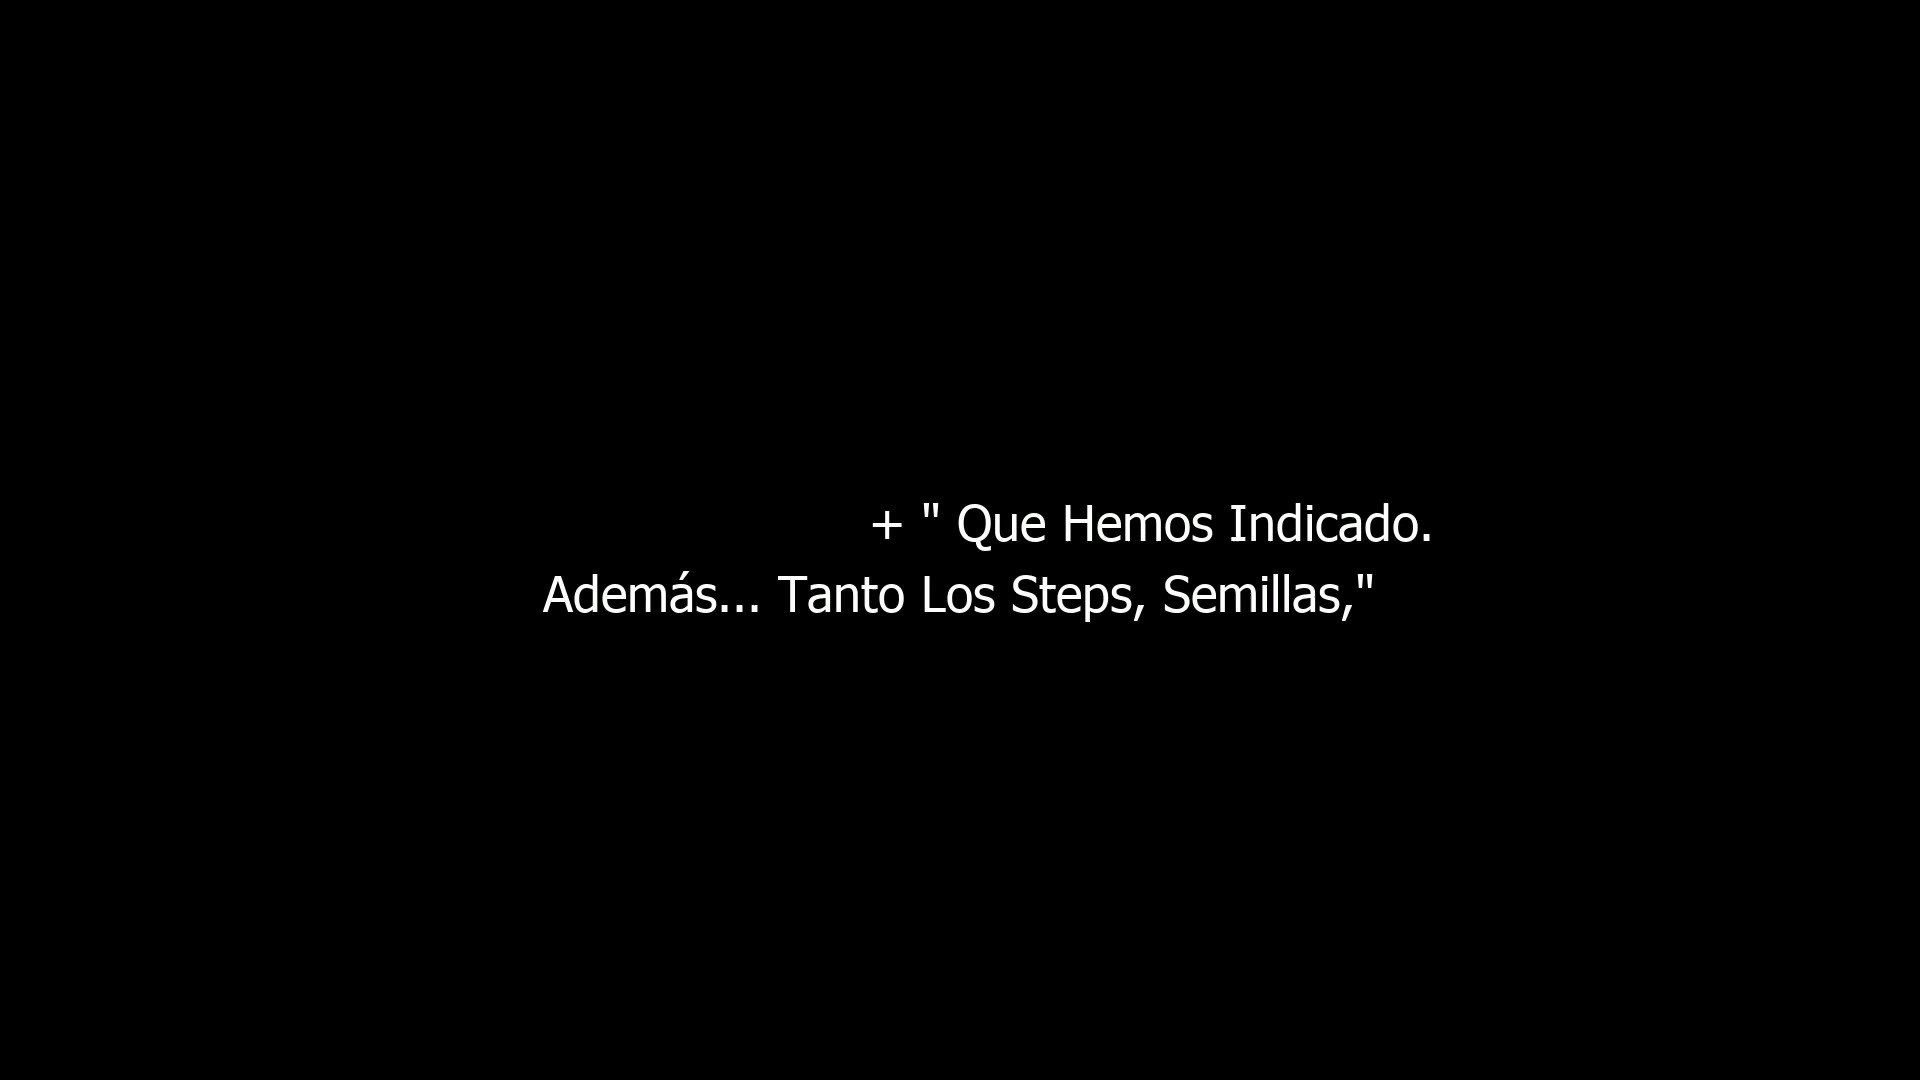 + " Que Hemos Indicado.
Además... Tanto Los Steps, Semillas,"